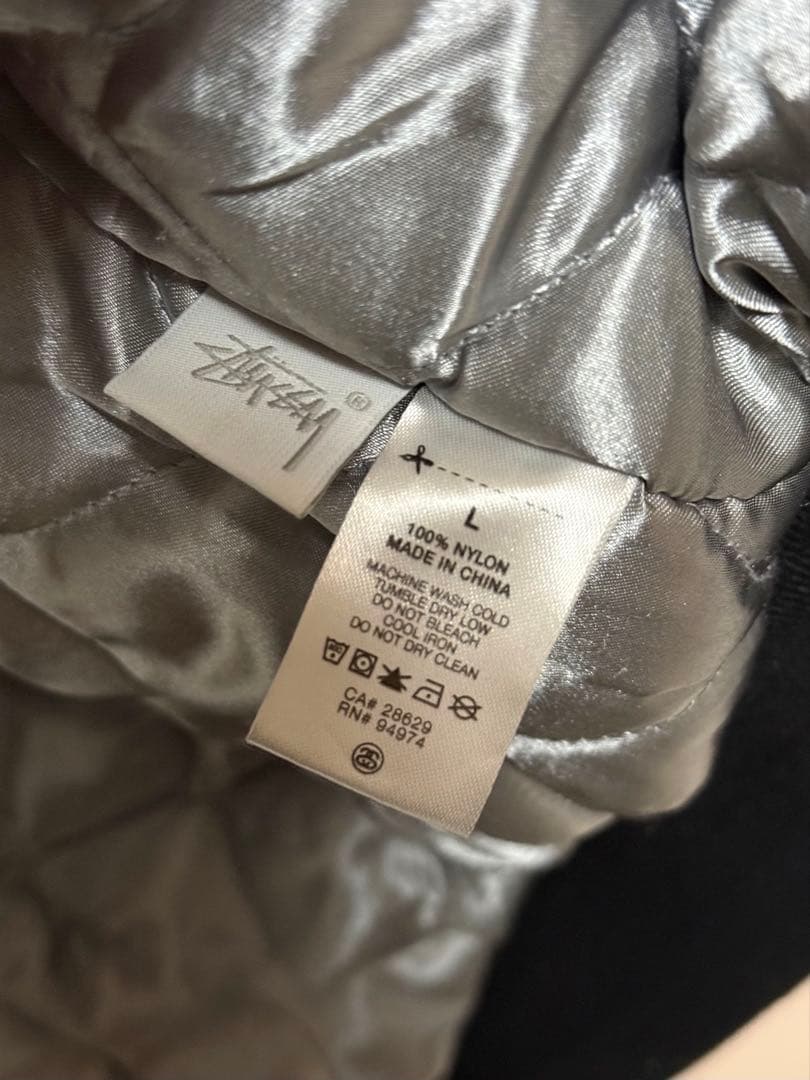 Stüssy ®
L
100% NYLON
MADE IN CHINA
MACHINE WASH COLD
TUMBLE DRY LOW
DO NOT BLEACH
COOL IRON
DO NOT DRY CLEAN
CA# 28629
RN# 94974